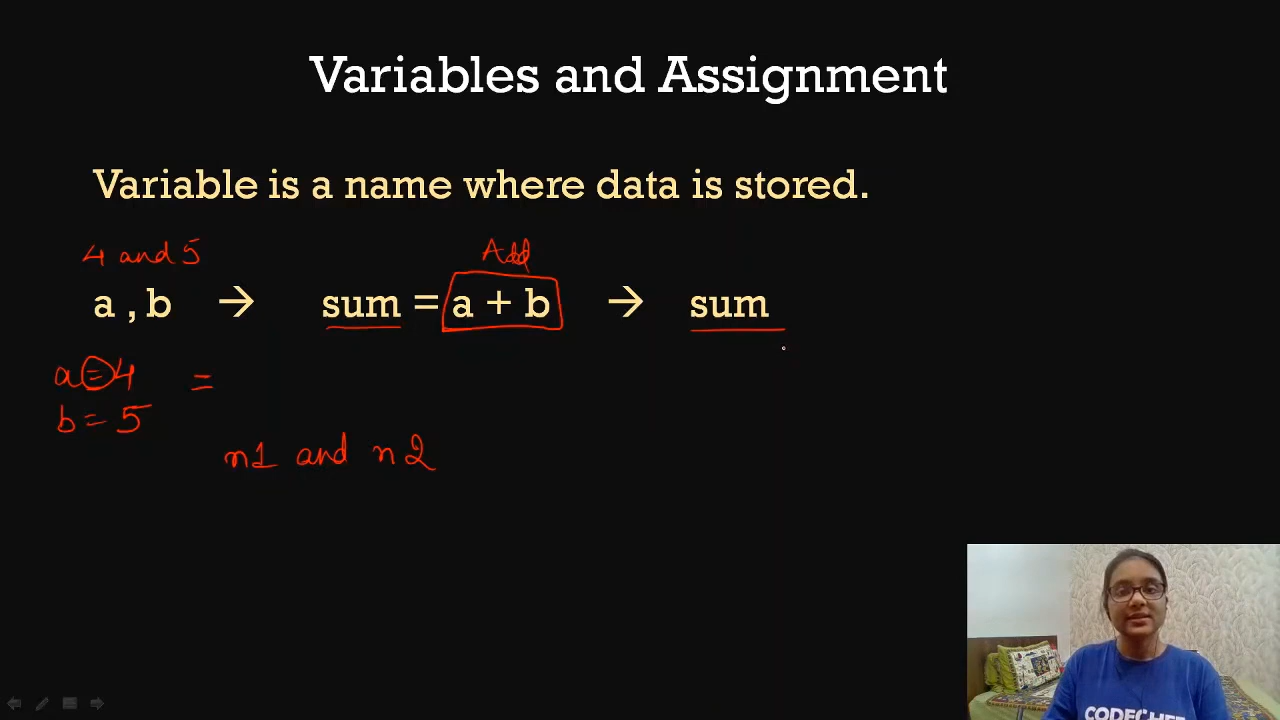 Variables and Assignment
Variable is a name where data is stored.
4 and 5 Add
a , b → sum = a + b → sum
a = 4 =
b = 5
n1 and n2